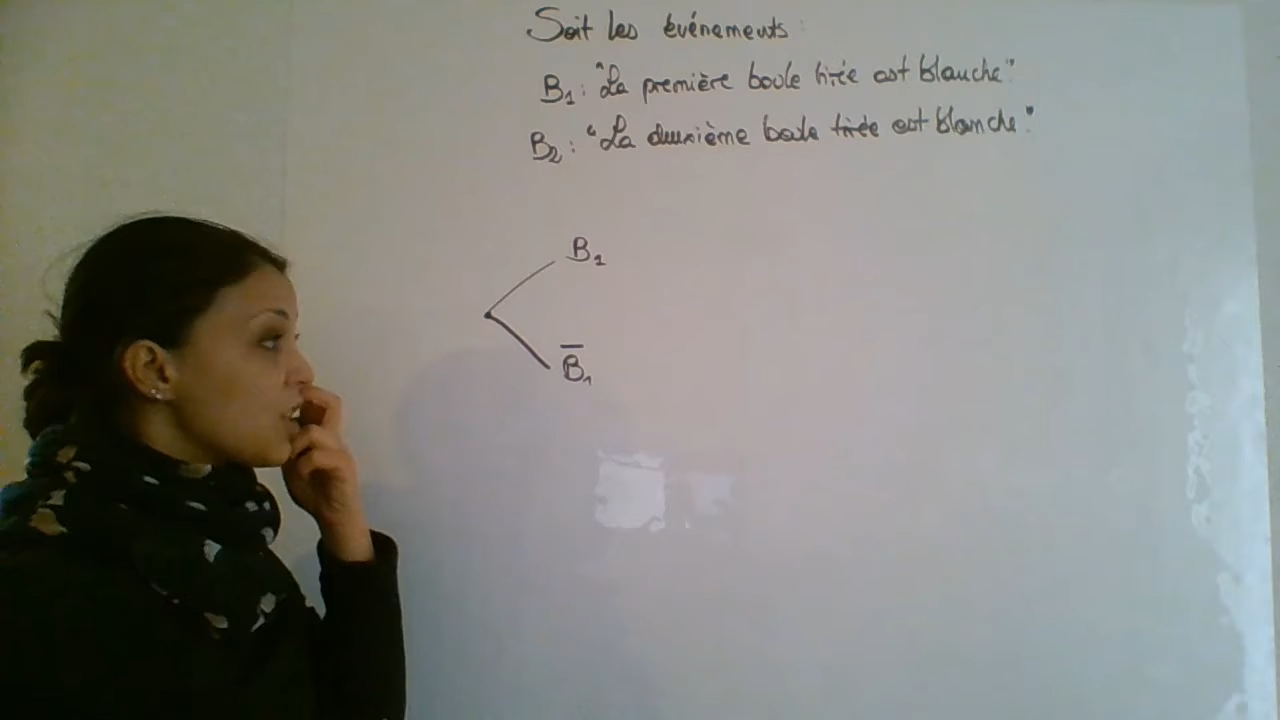 Soit les événements :
B₁ : "La première boule tirée est blanche"
B₂ : "La deuxième boule tirée est blanche"
B₁
B̅₁